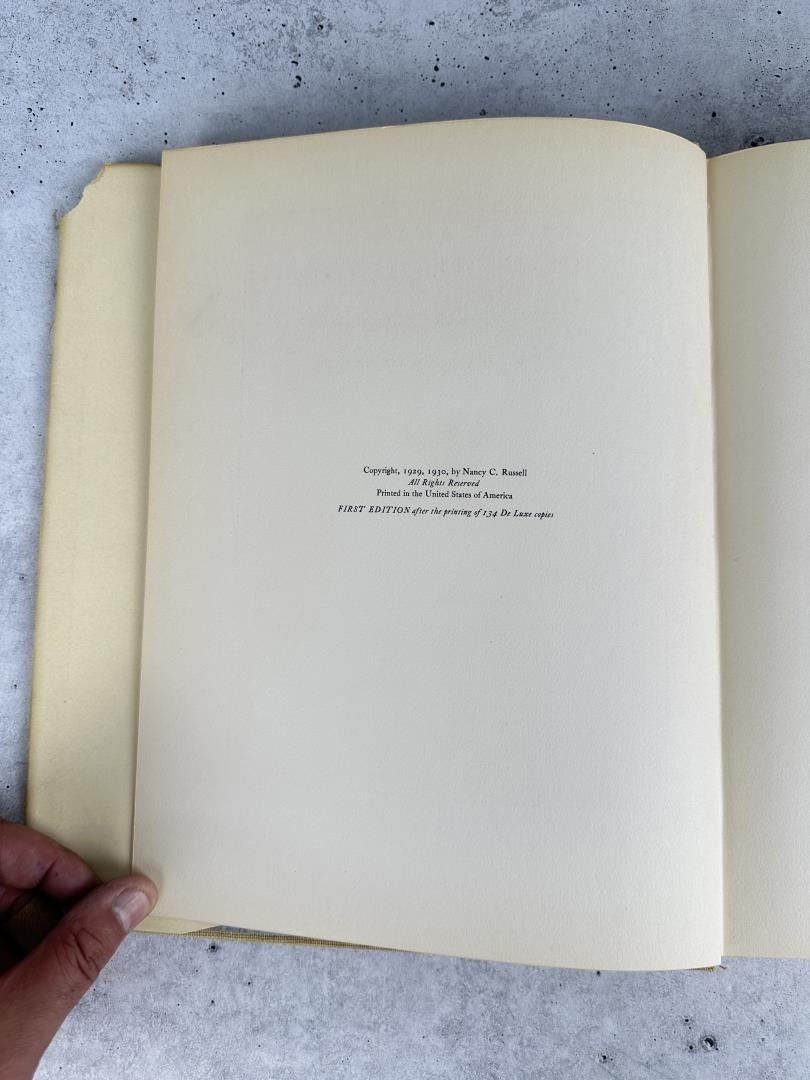 Copyright, 1929, 1930, by Nancy C. Russell
All Rights Reserved
Printed in the United States of America
FIRST EDITION after the printing of 134 De Luxe copies